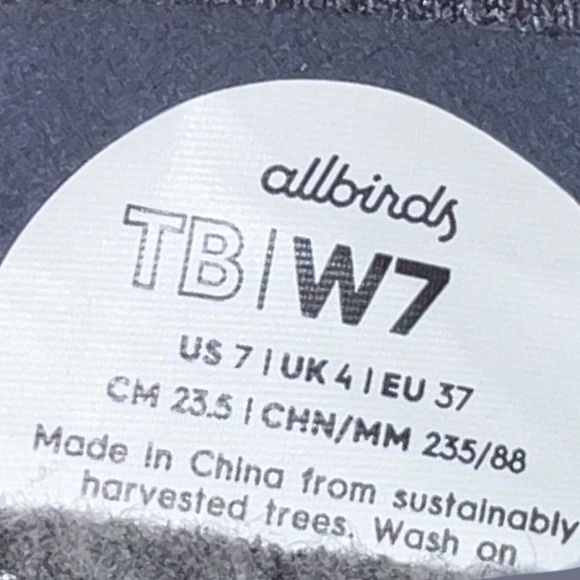 allbirds
TB | W7
US 7 | UK 4 | EU 37
CM 23.5 | CHN/MM 235/88
Made in China from sustainably
harvested trees. Wash on